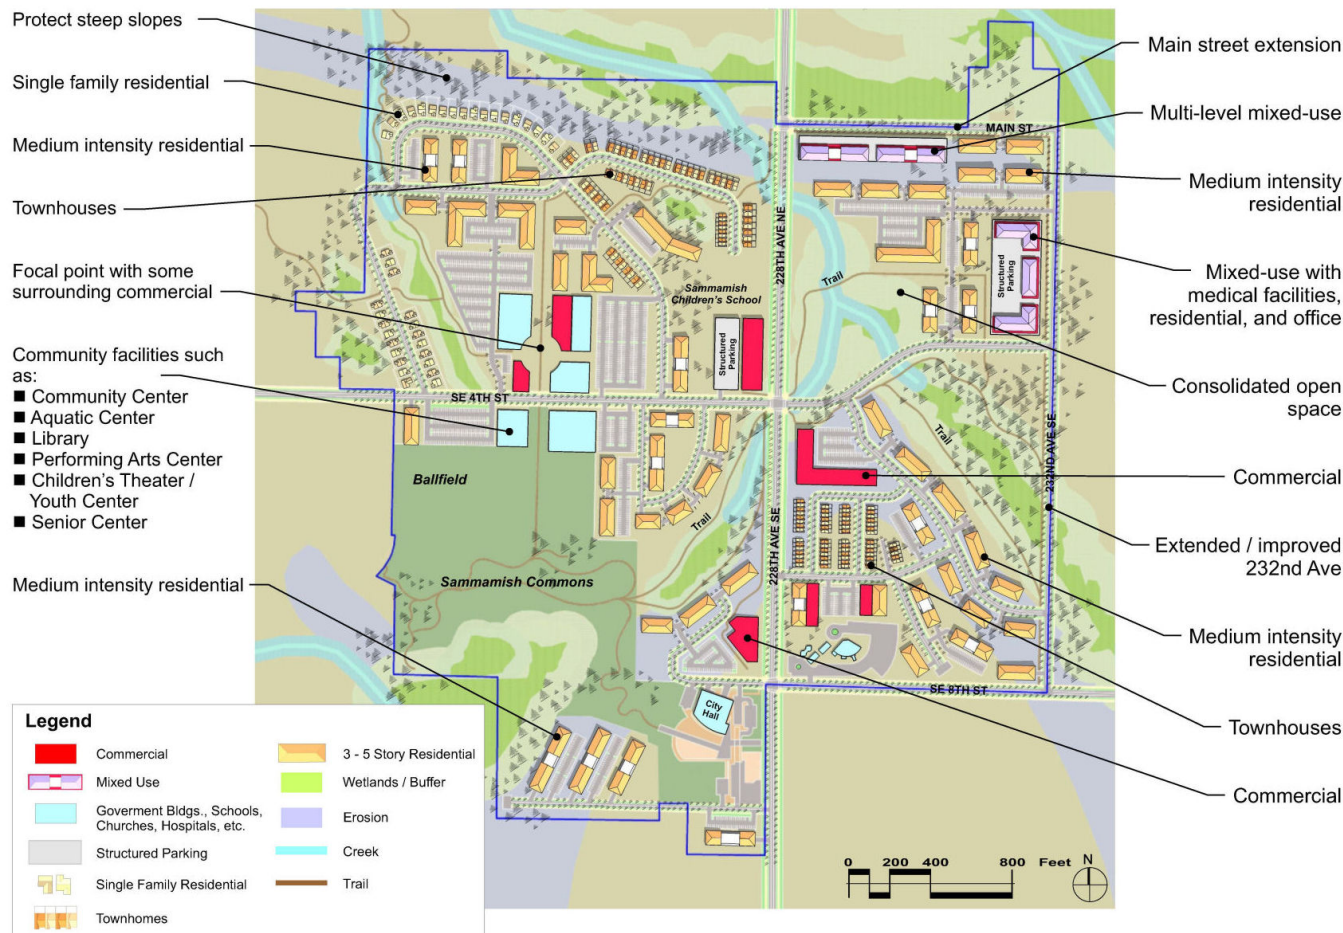 Protect steep slopes
Single family residential
Medium intensity residential
Townhouses
Focal point with some
surrounding commercial
Community facilities such
as:
■ Community Center
■ Aquatic Center
■ Library
■ Performing Arts Center
■ Children's Theater /
Youth Center
■ Senior Center
Medium intensity residential
Main street extension
Multi-level mixed-use
Medium intensity
residential
Mixed-use with
medical facilities,
residential, and office
Consolidated open
space
Commercial
Extended / improved
232nd Ave
Medium intensity
residential
Townhouses
Commercial
MAIN ST
228TH AVE NE
Trail
Structured
Parking
Sammamish
Children's School
Structured
Parking
SE 4TH ST
Trail
232ND AVE SE
Ballfield
Trail
228TH AVE SE
Sammamish Commons
SE 8TH ST
City
Hall
Legend
Commercial
Mixed Use
Goverment Bldgs., Schools,
Churches, Hospitals, etc.
Structured Parking
Single Family Residential
Townhomes
3 - 5 Story Residential
Wetlands / Buffer
Erosion
Creek
Trail
0 200 400 800 Feet
N